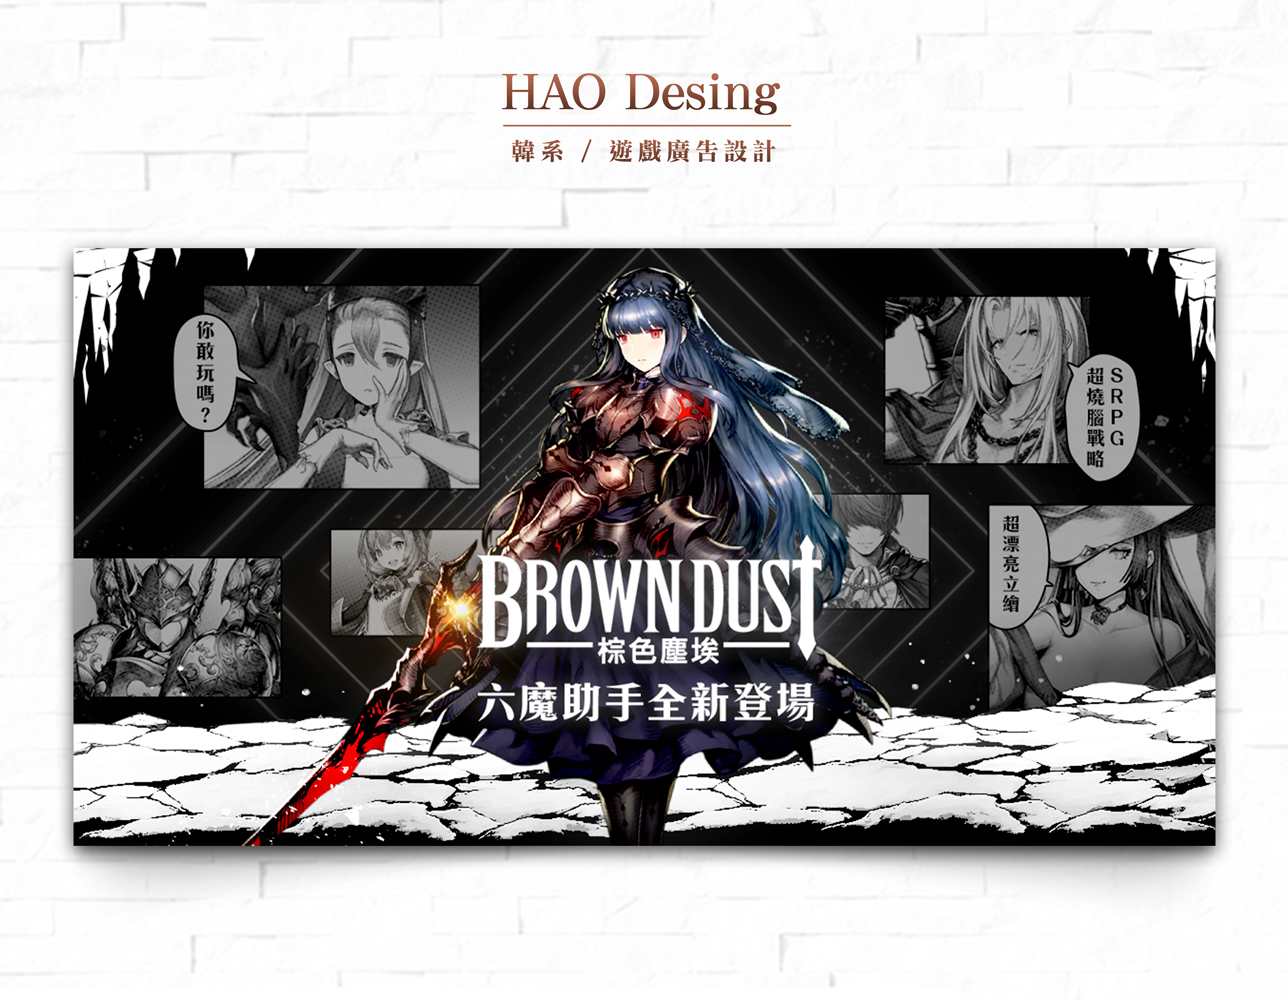 HAO Desing
韓系 / 遊戲廣告設計
你敢玩嗎？
SRPG
超燒腦戰略
超漂亮立繪
BROWN DUST
棕色塵埃
六魔助手全新登場